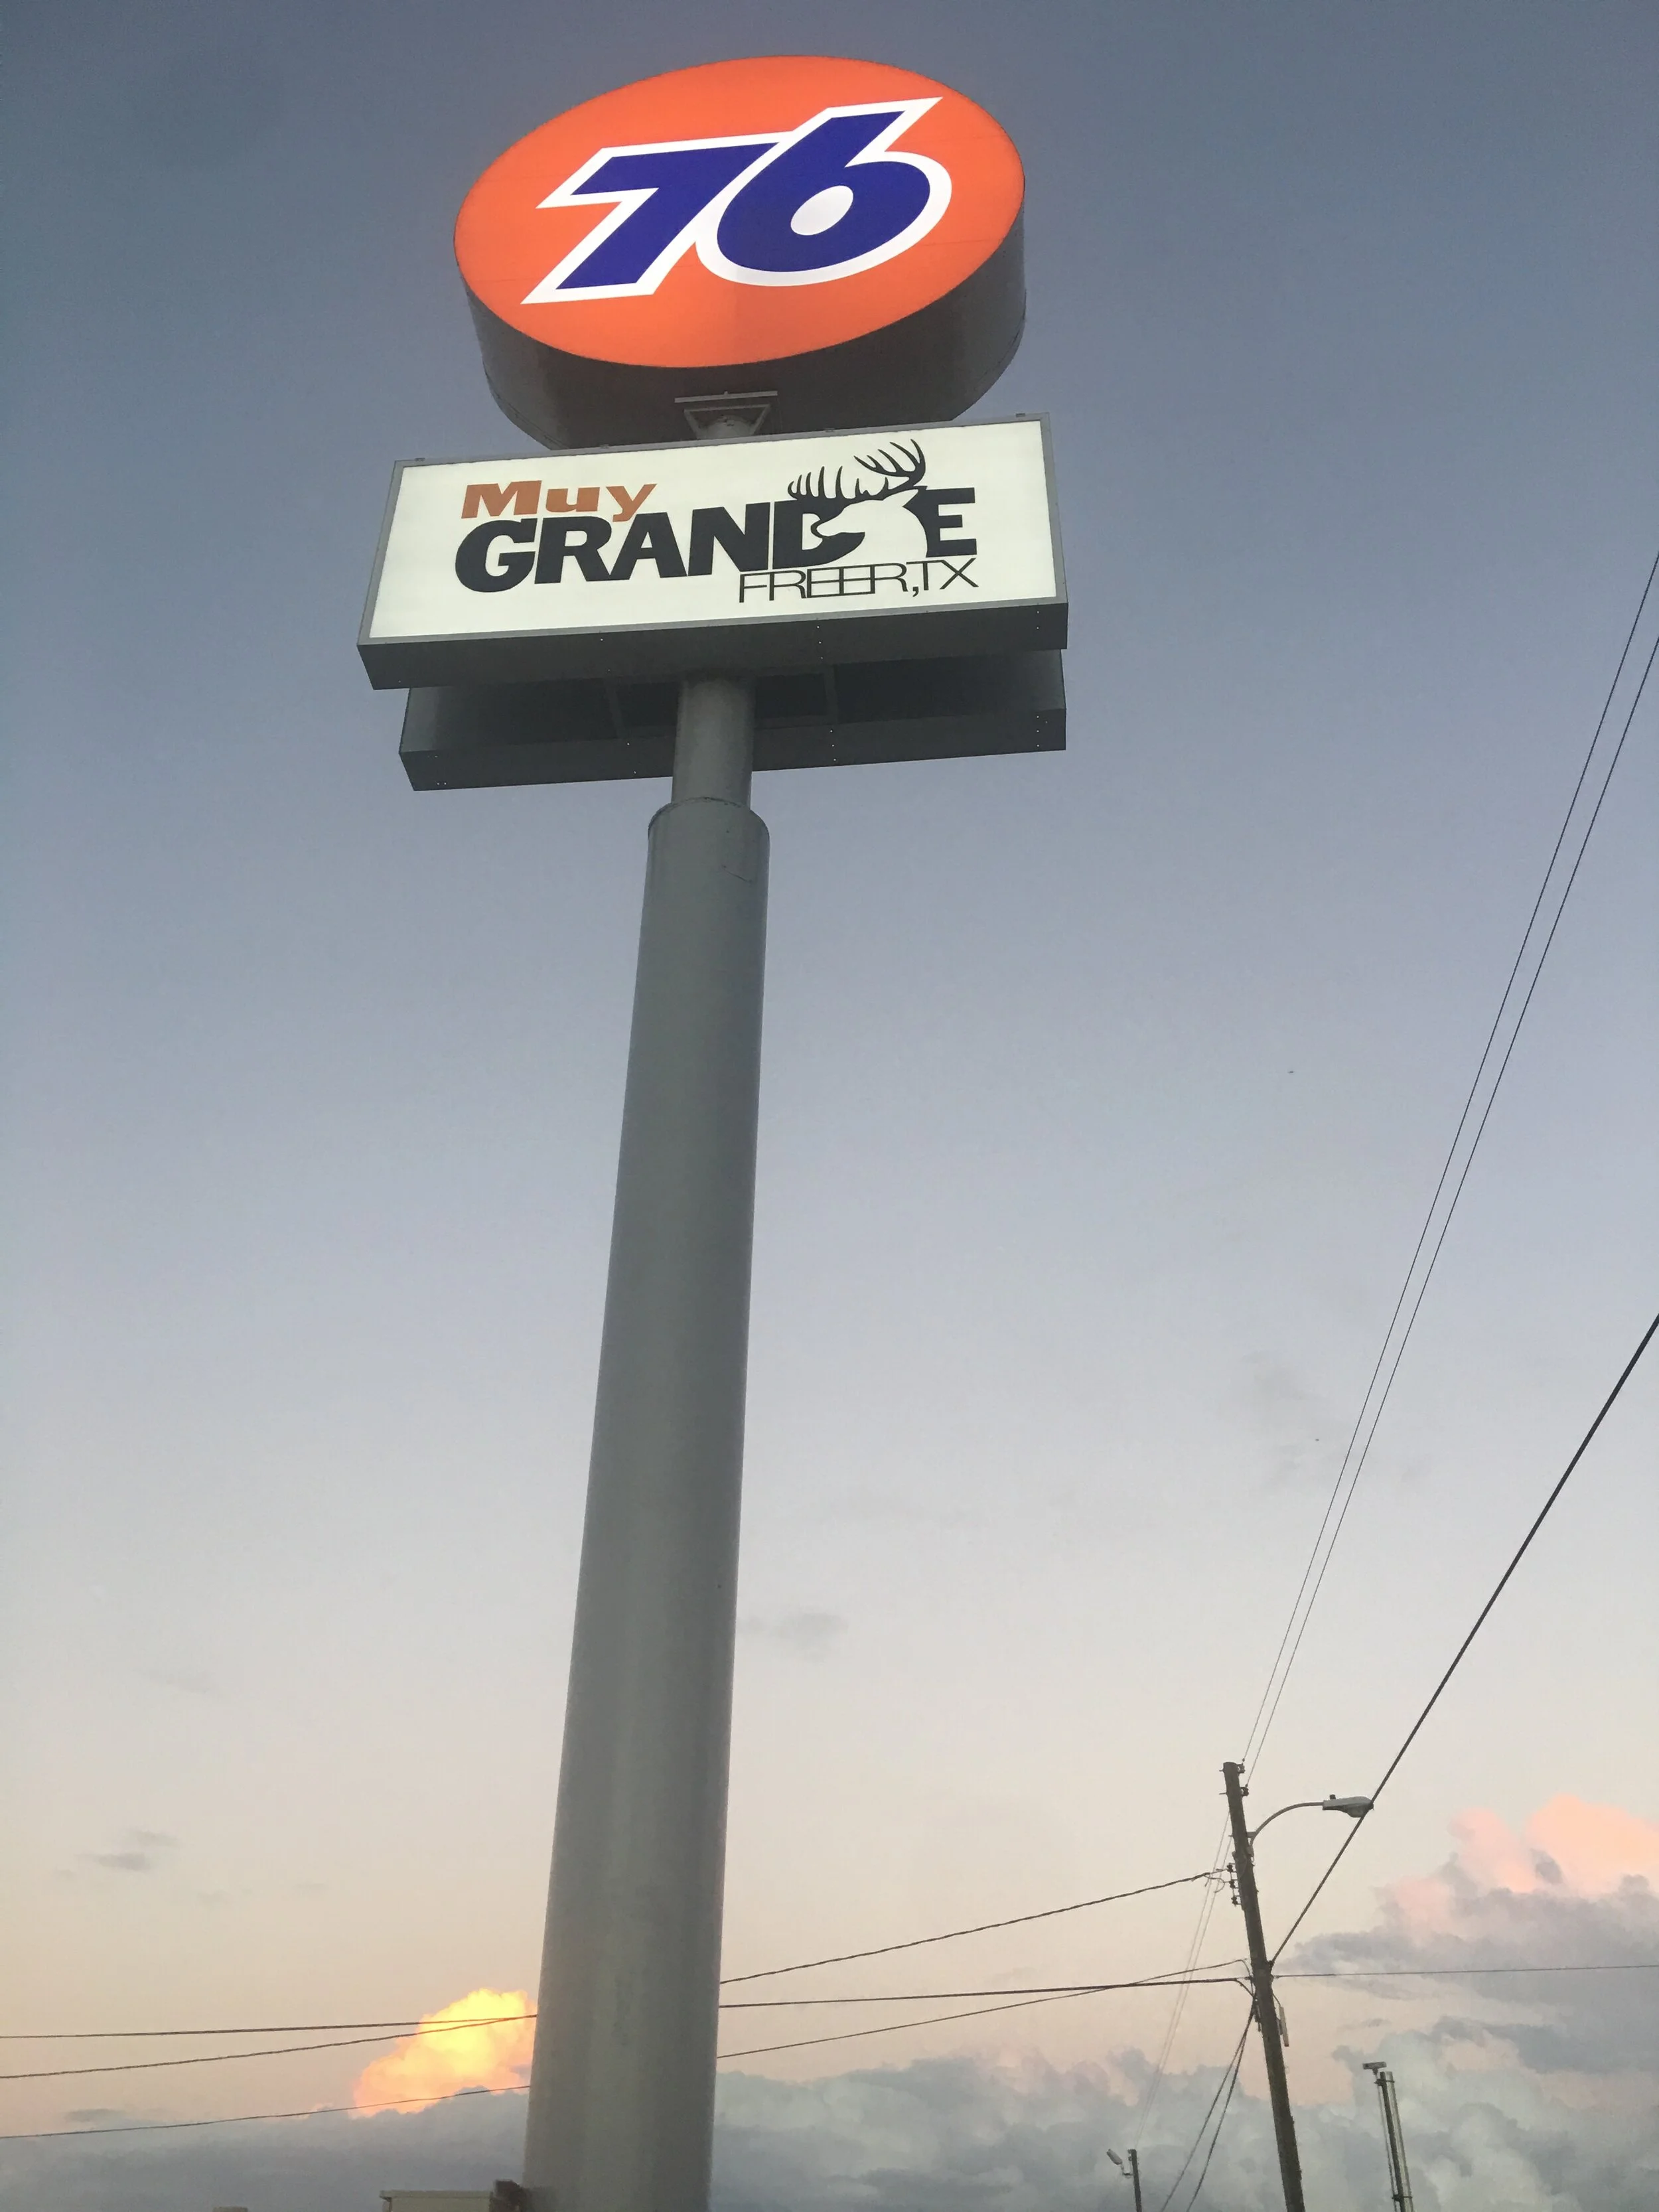 76
Muy
GRANDE
FREER, TX